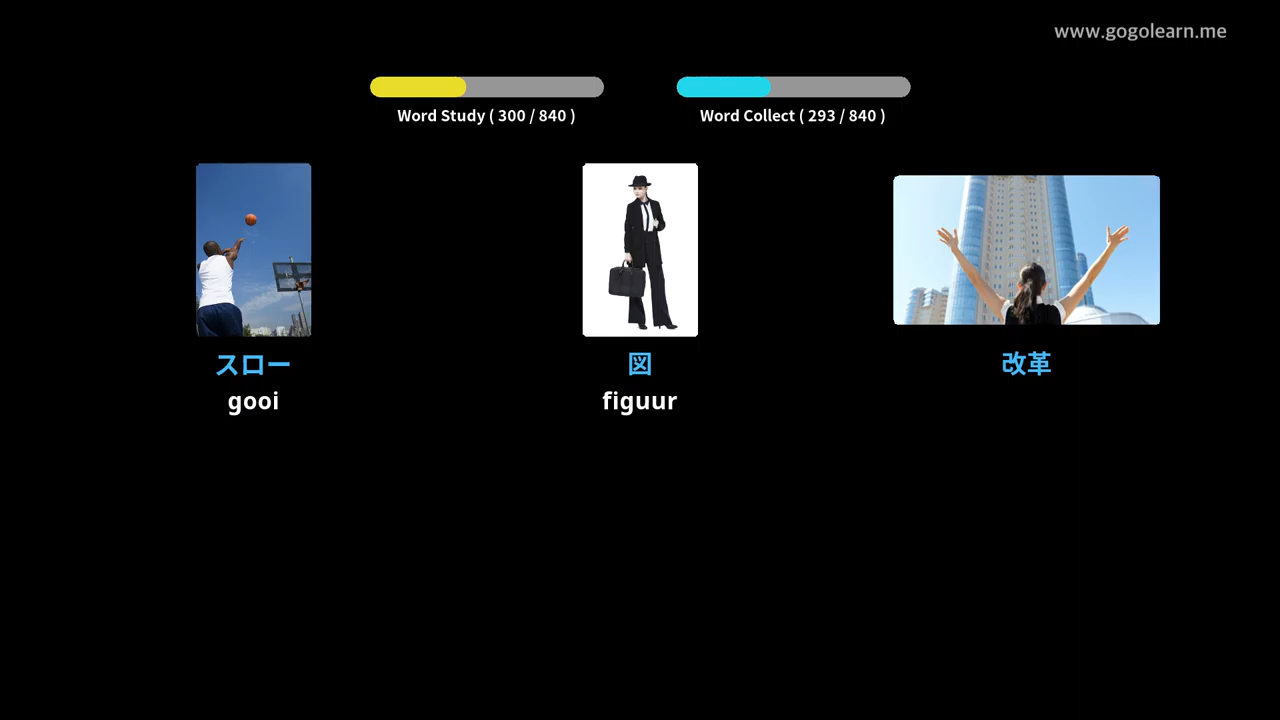 www.gogolearn.me
Word Study ( 300 / 840 )
Word Collect ( 293 / 840 )
スロー
gooi
図
figuur
改革